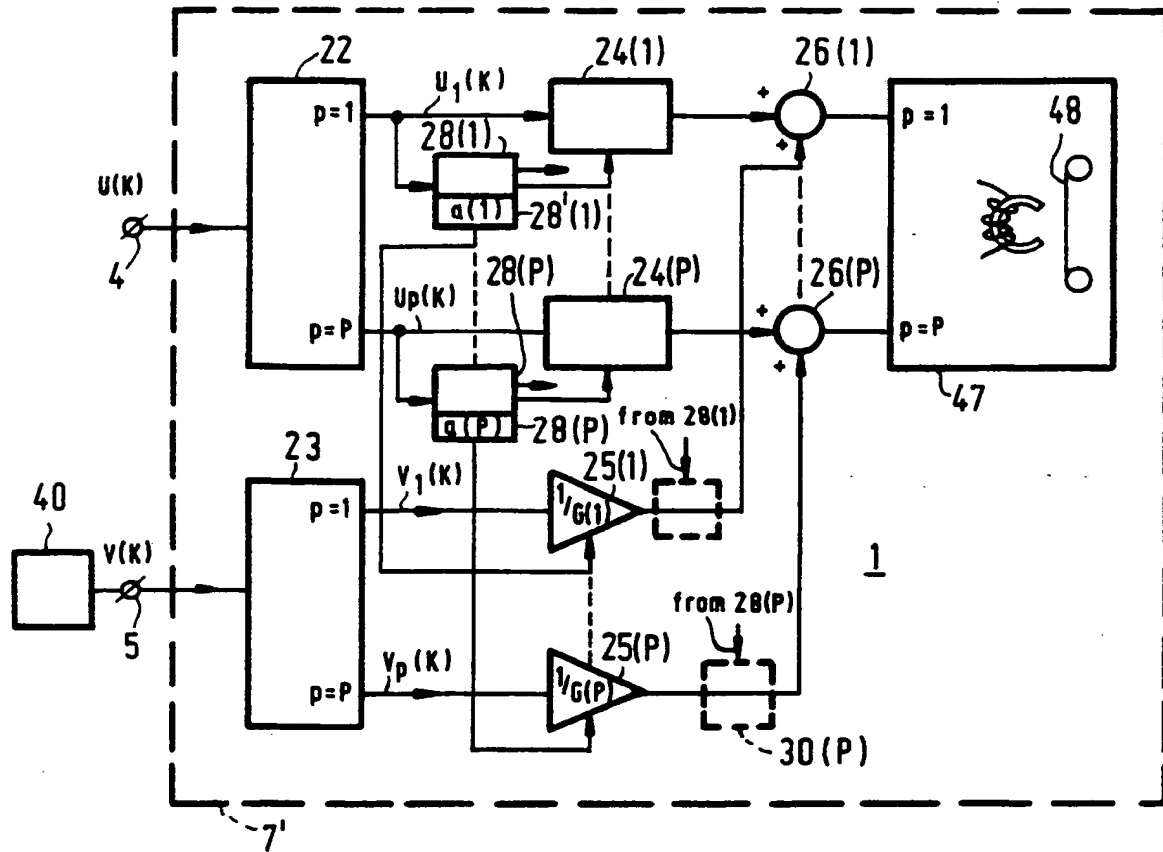 22
24(1)
26(1)
p=1
U₁(K)
+
+
p=1
48
28(1)
U(K)
a(1)
28'(1)
4
28(P)
24(P)
26(P)
Up(K)
p=P
+
+
p=P
a(P)
28(P)
from 28(1)
47
23
25(1)
p=1
V₁(K)
1/G(1)
40
V(K)
1
5
from 28(P)
25(P)
Vp(K)
p=P
1/G(P)
30(P)
7'